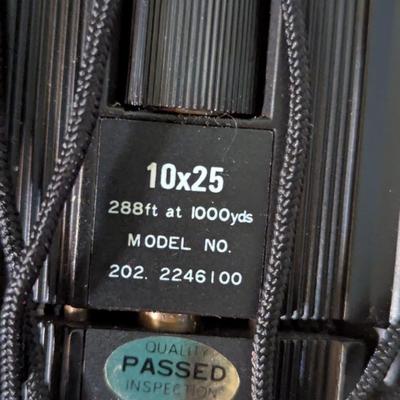 10x25
288ft at 1000yds
MODEL NO.
202. 2246100
QUALITY
PASSED
INSPECTION